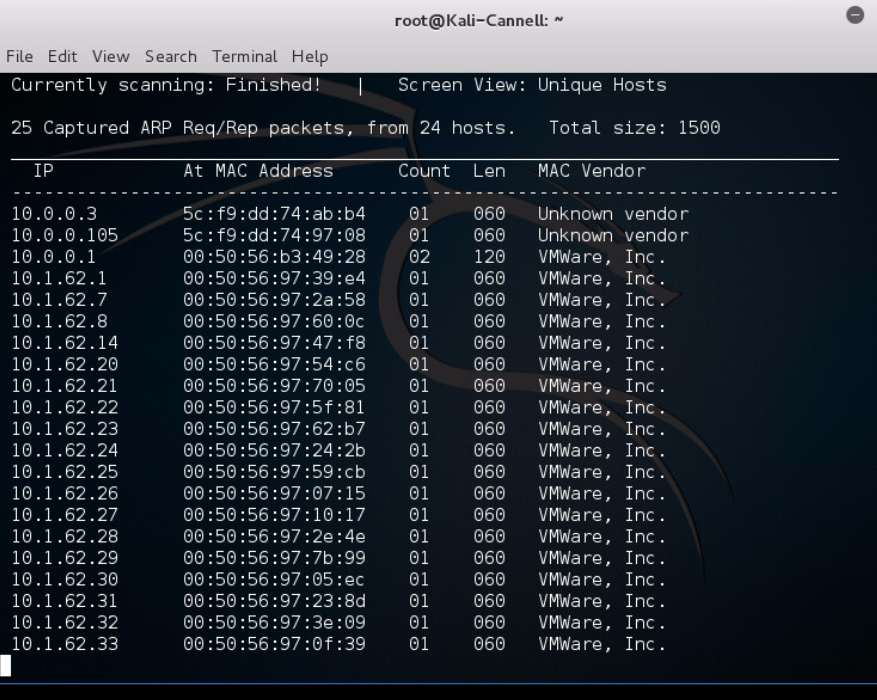 root@Kali-Cannell: ~
File Edit View Search Terminal Help
Currently scanning: Finished! | Screen View: Unique Hosts
25 Captured ARP Req/Rep packets, from 24 hosts. Total size: 1500
IP At MAC Address Count Len MAC Vendor
-----------------------------------------------------------------------------
10.0.0.3 5c:f9:dd:74:ab:b4 01 060 Unknown vendor
10.0.0.105 5c:f9:dd:74:97:08 01 060 Unknown vendor
10.0.0.1 00:50:56:b3:49:28 02 120 VMWare, Inc.
10.1.62.1 00:50:56:97:39:e4 01 060 VMWare, Inc.
10.1.62.7 00:50:56:97:2a:58 01 060 VMWare, Inc.
10.1.62.8 00:50:56:97:60:0c 01 060 VMWare, Inc.
10.1.62.14 00:50:56:97:47:f8 01 060 VMWare, Inc.
10.1.62.20 00:50:56:97:54:c6 01 060 VMWare, Inc.
10.1.62.21 00:50:56:97:70:05 01 060 VMWare, Inc.
10.1.62.22 00:50:56:97:5f:81 01 060 VMWare, Inc.
10.1.62.23 00:50:56:97:62:b7 01 060 VMWare, Inc.
10.1.62.24 00:50:56:97:24:2b 01 060 VMWare, Inc.
10.1.62.25 00:50:56:97:59:cb 01 060 VMWare, Inc.
10.1.62.26 00:50:56:97:07:15 01 060 VMWare, Inc.
10.1.62.27 00:50:56:97:10:17 01 060 VMWare, Inc.
10.1.62.28 00:50:56:97:2e:4e 01 060 VMWare, Inc.
10.1.62.29 00:50:56:97:7b:99 01 060 VMWare, Inc.
10.1.62.30 00:50:56:97:05:ec 01 060 VMWare, Inc.
10.1.62.31 00:50:56:97:23:8d 01 060 VMWare, Inc.
10.1.62.32 00:50:56:97:3e:09 01 060 VMWare, Inc.
10.1.62.33 00:50:56:97:0f:39 01 060 VMWare, Inc.